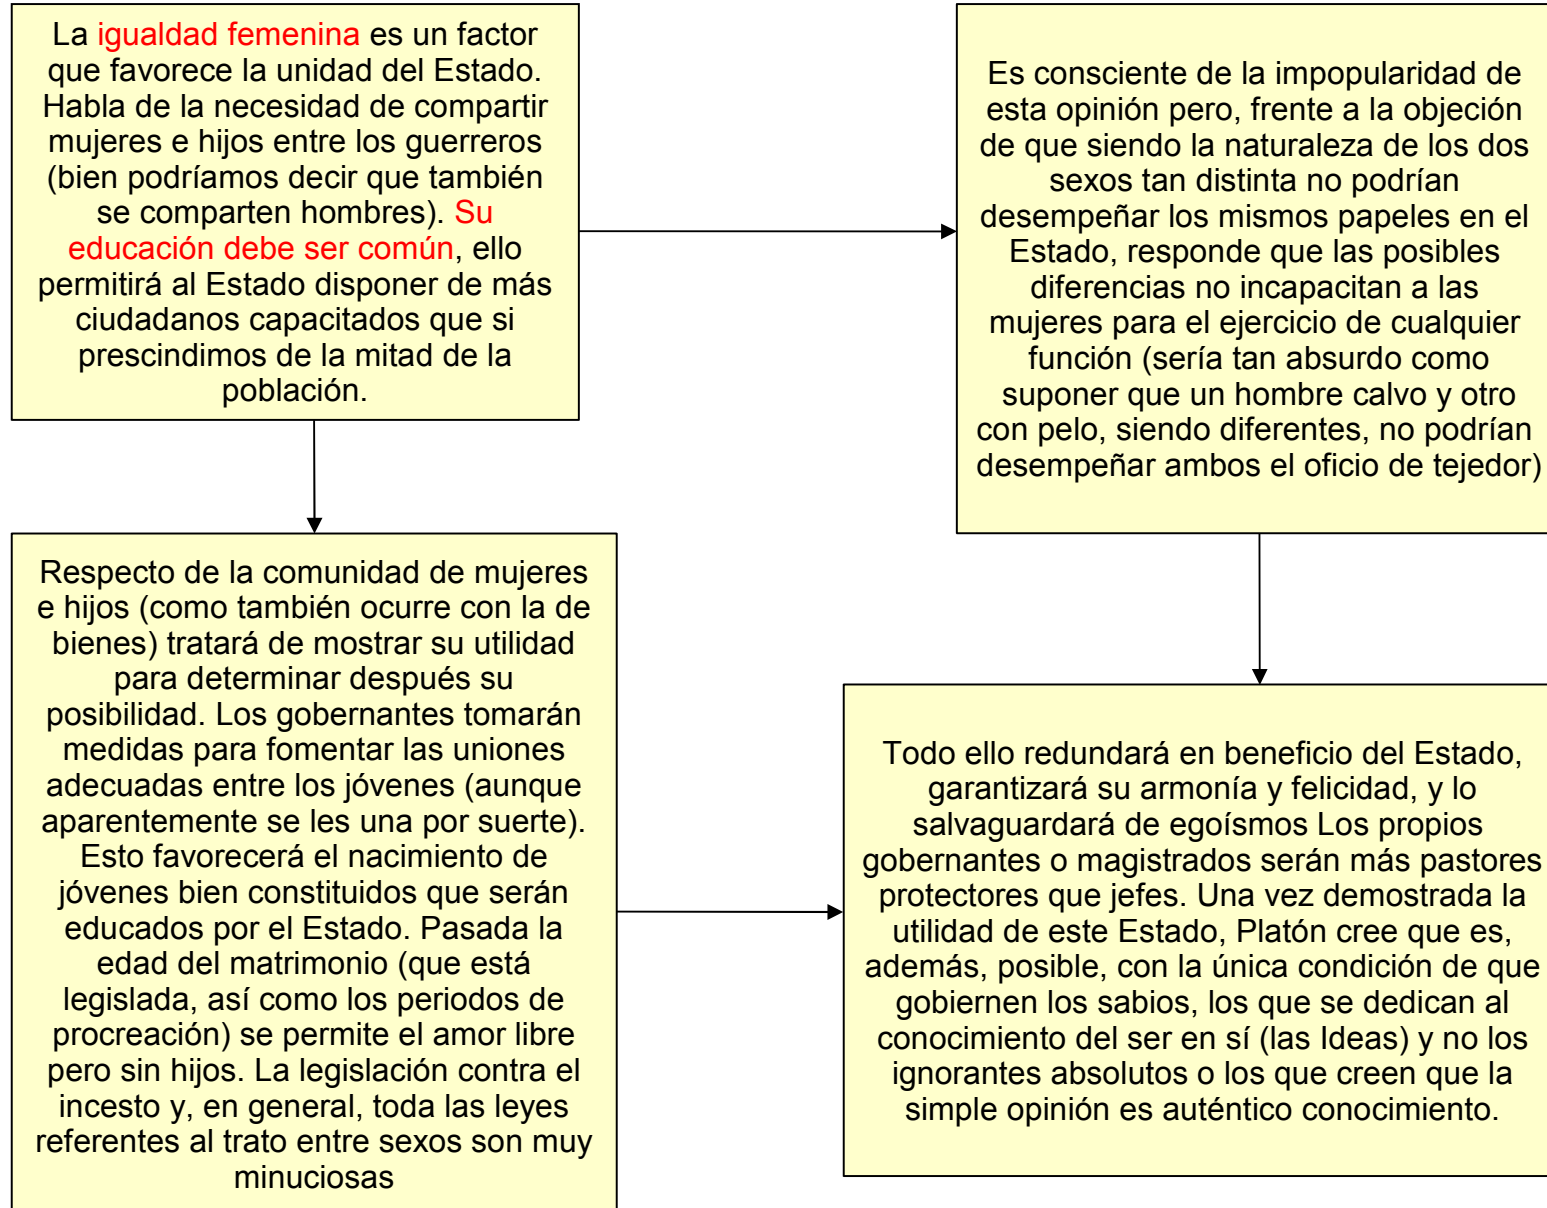 La igualdad femenina es un factor
que favorece la unidad del Estado.
Habla de la necesidad de compartir
mujeres e hijos entre los guerreros
(bien podríamos decir que también
se comparten hombres). Su
educación debe ser común, ello
permitirá al Estado disponer de más
ciudadanos capacitados que si
prescindimos de la mitad de la
población.
Es consciente de la impopularidad de
esta opinión pero, frente a la objeción
de que siendo la naturaleza de los dos
sexos tan distinta no podrían
desempeñar los mismos papeles en el
Estado, responde que las posibles
diferencias no incapacitan a las
mujeres para el ejercicio de cualquier
función (sería tan absurdo como
suponer que un hombre calvo y otro
con pelo, siendo diferentes, no podrían
desempeñar ambos el oficio de tejedor)
Respecto de la comunidad de mujeres
e hijos (como también ocurre con la de
bienes) tratará de mostrar su utilidad
para determinar después su
posibilidad. Los gobernantes tomarán
medidas para fomentar las uniones
adecuadas entre los jóvenes (aunque
aparentemente se les una por suerte).
Esto favorecerá el nacimiento de
jóvenes bien constituidos que serán
educados por el Estado. Pasada la
edad del matrimonio (que está
legislada, así como los periodos de
procreación) se permite el amor libre
pero sin hijos. La legislación contra el
incesto y, en general, toda las leyes
referentes al trato entre sexos son muy
minuciosas
Todo ello redundará en beneficio del Estado,
garantizará su armonía y felicidad, y lo
salvaguardará de egoísmos Los propios
gobernantes o magistrados serán más pastores
protectores que jefes. Una vez demostrada la
utilidad de este Estado, Platón cree que es,
además, posible, con la única condición de que
gobiernen los sabios, los que se dedican al
conocimiento del ser en sí (las Ideas) y no los
ignorantes absolutos o los que creen que la
simple opinión es auténtico conocimiento.